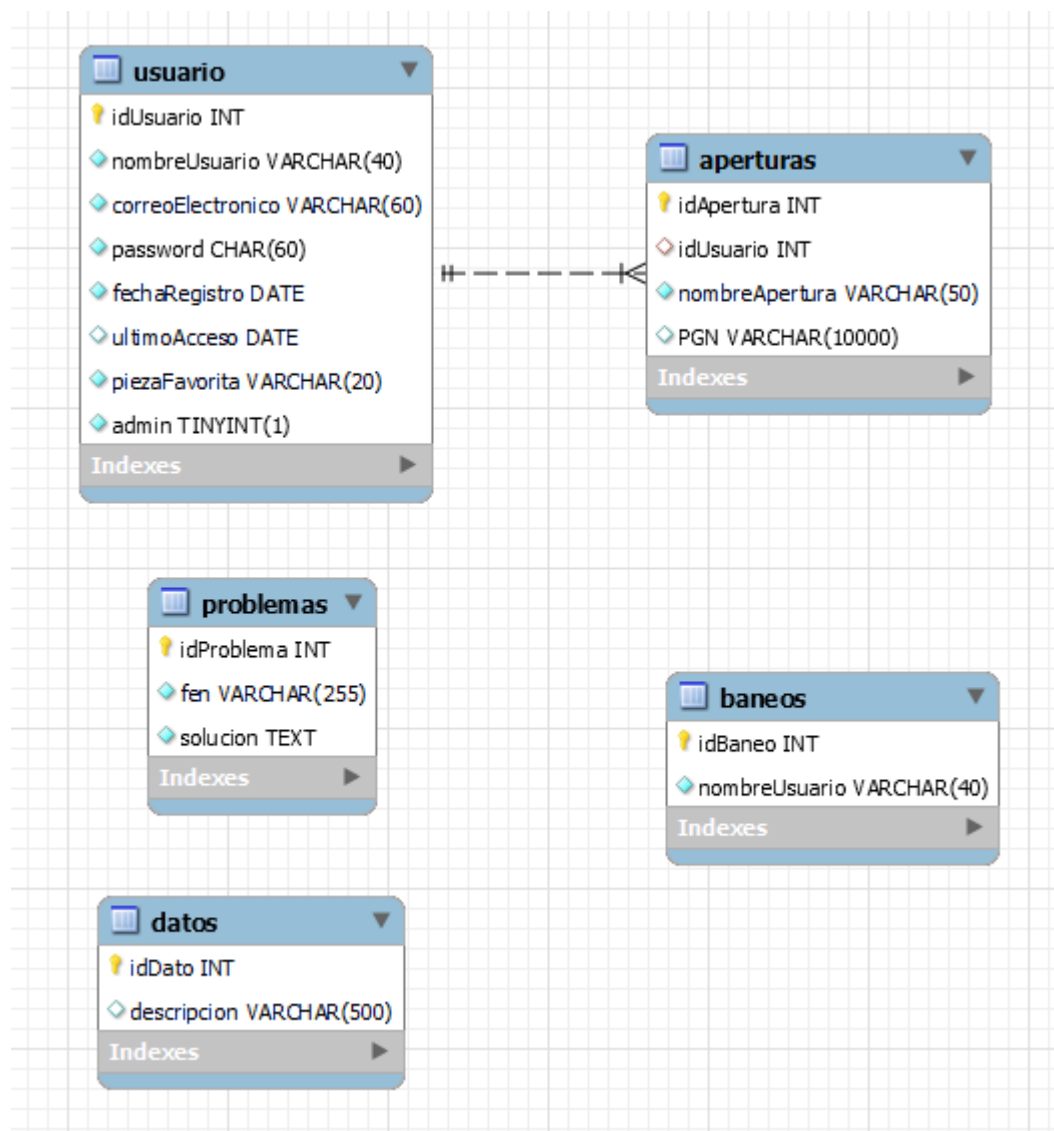 usuario
idUsuario INT
nombreUsuario VARCHAR(40)
correoElectronico VARCHAR(60)
password CHAR(60)
fechaRegistro DATE
ultimoAcceso DATE
piezaFavorita VARCHAR(20)
admin TINYINT(1)
Indexes
aperturas
idApertura INT
idUsuario INT
nombreApertura VARCHAR(50)
PGN VARCHAR(10000)
Indexes
problemas
idProblema INT
fen VARCHAR(255)
solucion TEXT
Indexes
baneos
idBaneo INT
nombreUsuario VARCHAR(40)
Indexes
datos
idDato INT
descripcion VARCHAR(500)
Indexes